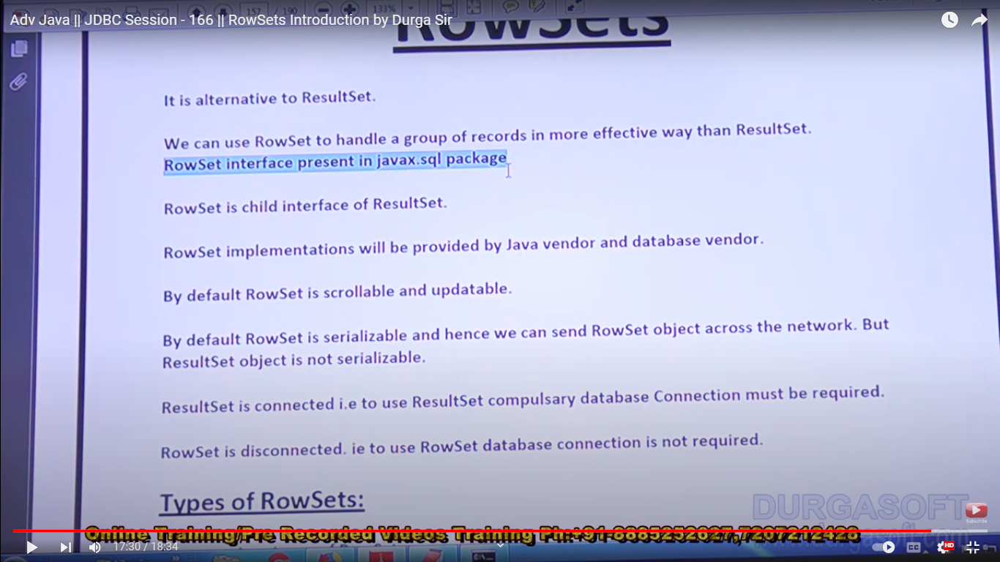 Adv Java || JDBC Session - 166 || RowSets Introduction by Durga Sir
157 / 190
133%
RowSets
It is alternative to ResultSet.
We can use RowSet to handle a group of records in more effective way than ResultSet.
RowSet interface present in javax.sql package
RowSet is child interface of ResultSet.
RowSet implementations will be provided by Java vendor and database vendor.
By default RowSet is scrollable and updatable.
By default RowSet is serializable and hence we can send RowSet object across the network. But
ResultSet object is not serializable.
ResultSet is connected i.e to use ResultSet compulsary database Connection must be required.
RowSet is disconnected. ie to use RowSet database connection is not required.
Types of RowSets:
DURGASOFT
Subscribe
Online Training/Pre Recorded Videos Training Ph:+91-8885252627,7207212428
17:30 / 18:34
CC
HD